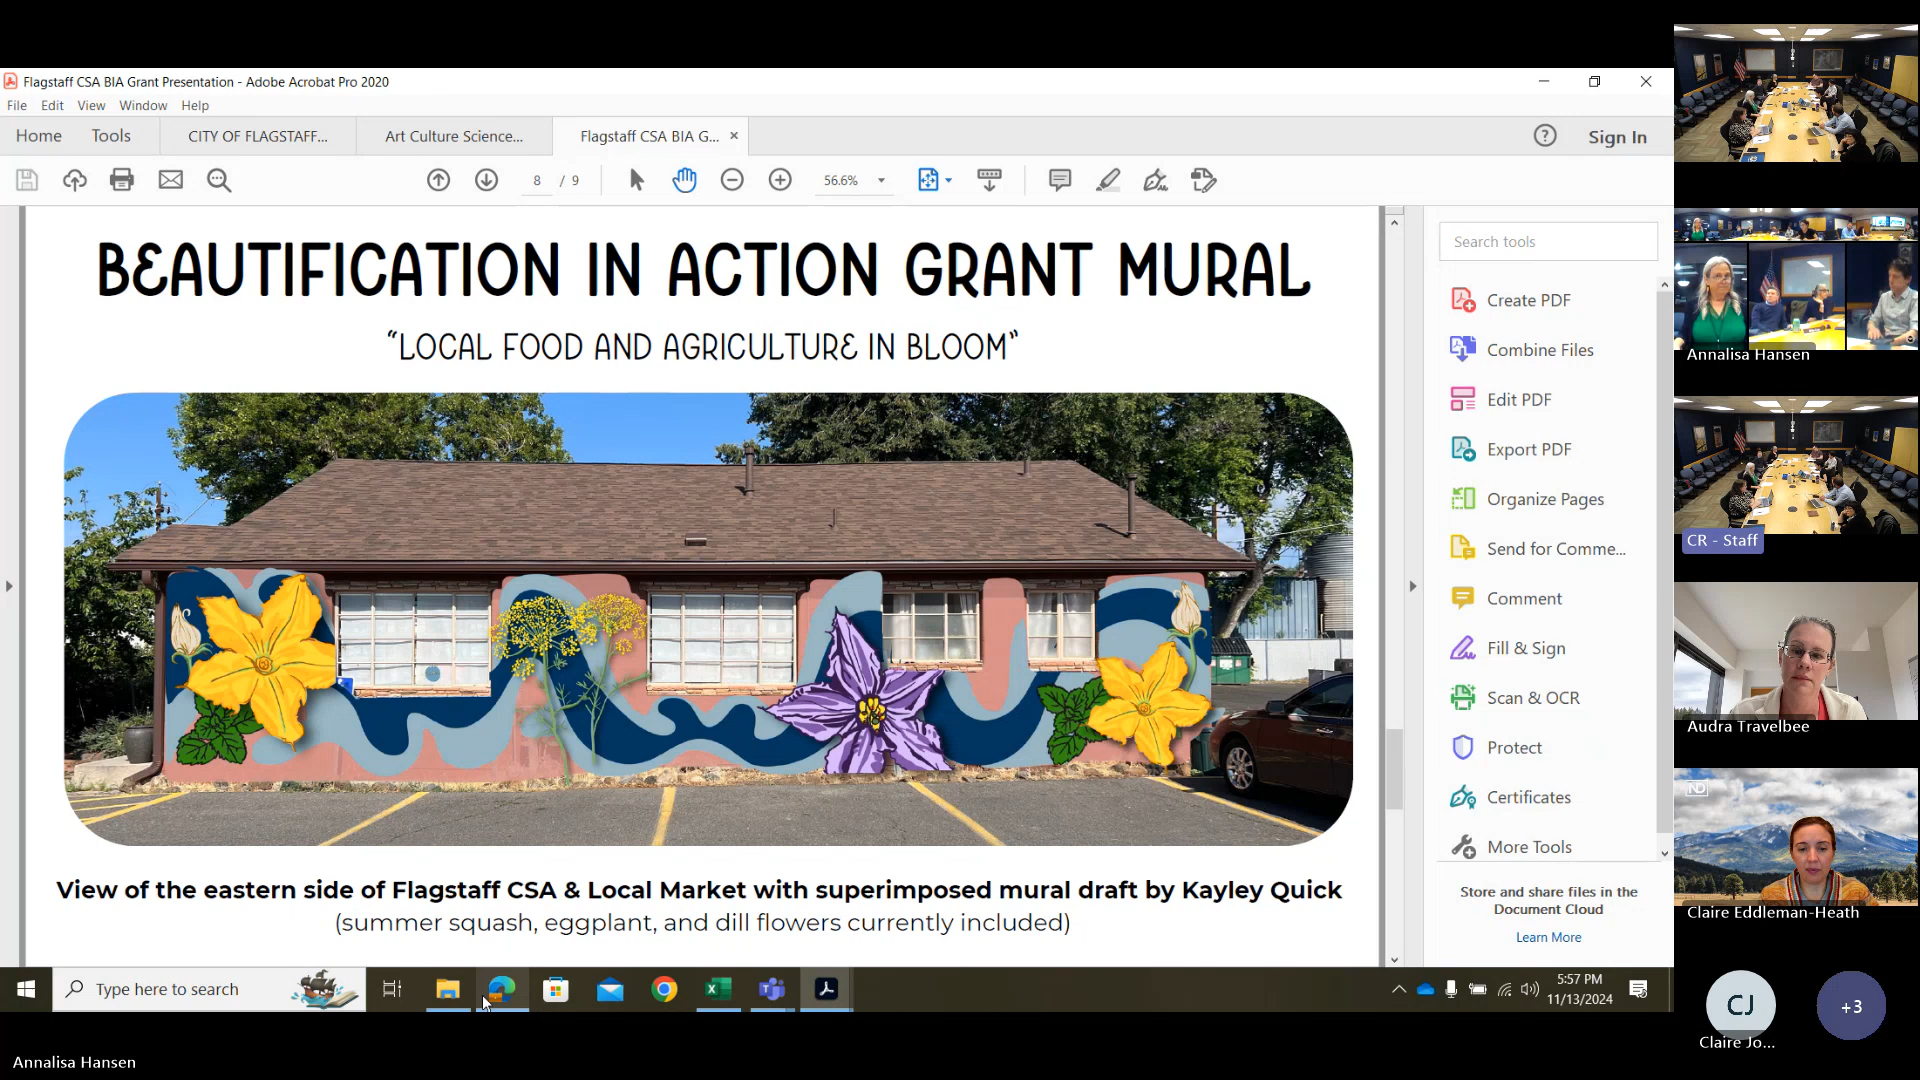 Flagstaff CSA BIA Grant Presentation - Adobe Acrobat Pro 2020
File Edit View Window Help
Home Tools CITY OF FLAGSTAFF... Art Culture Science... Flagstaff CSA BIA G... × Sign In
8 / 9 56.6%
BEAUTIFICATION IN ACTION GRANT MURAL
“LOCAL FOOD AND AGRICULTURE IN BLOOM”
View of the eastern side of Flagstaff CSA & Local Market with superimposed mural draft by Kayley Quick
(summer squash, eggplant, and dill flowers currently included)
Search tools
Create PDF
Combine Files
Edit PDF
Export PDF
Organize Pages
Send for Comme...
Comment
Fill & Sign
Scan & OCR
Protect
Certificates
More Tools
Store and share files in the
Document Cloud
Learn More
Type here to search
5:57 PM
11/13/2024
Annalisa Hansen
Annalisa Hansen
CR - Staff
Audra Travelbee
ND
Claire Eddleman-Heath
CJ
Claire Jo...
+3